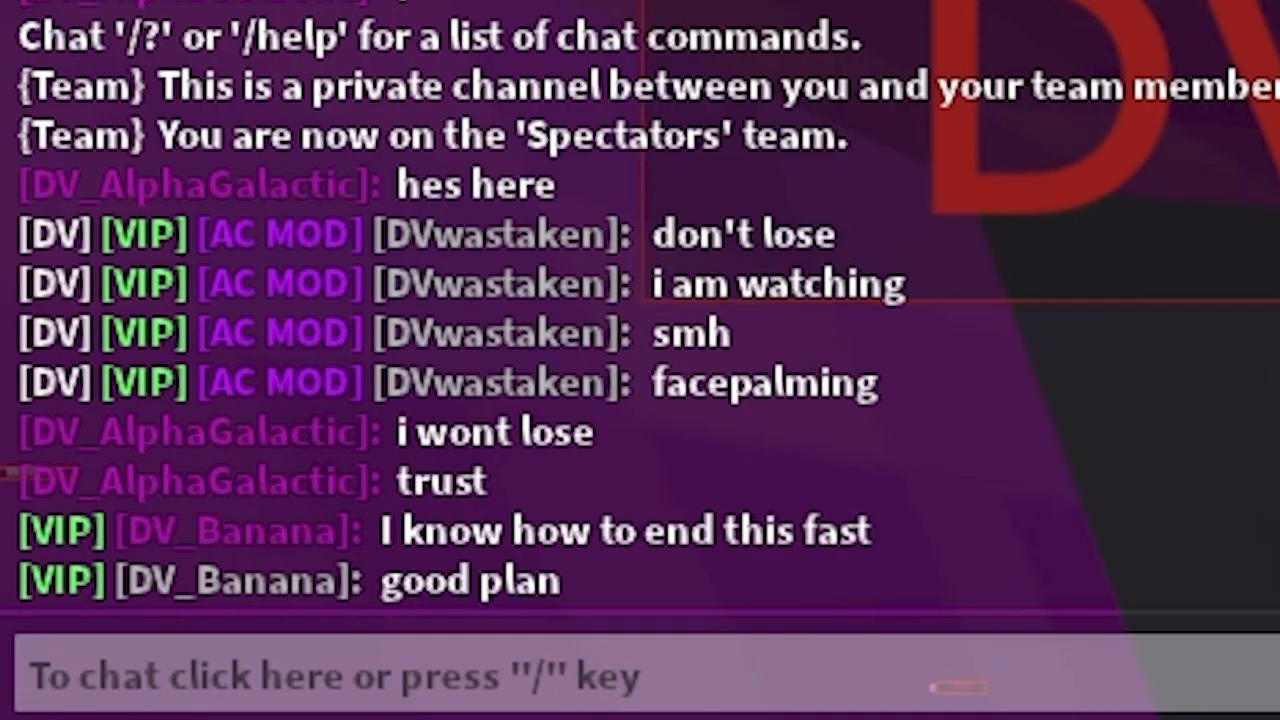 Chat '/?' or '/help' for a list of chat commands.
{Team} This is a private channel between you and your team member
{Team} You are now on the 'Spectators' team.
[DV_AlphaGalactic]: hes here
[DV] [VIP] [AC MOD] [DVwastaken]: don't lose
[DV] [VIP] [AC MOD] [DVwastaken]: i am watching
[DV] [VIP] [AC MOD] [DVwastaken]: smh
[DV] [VIP] [AC MOD] [DVwastaken]: facepalming
[DV_AlphaGalactic]: i wont lose
[DV_AlphaGalactic]: trust
[VIP] [DV_Banana]: I know how to end this fast
[VIP] [DV_Banana]: good plan
To chat click here or press "/" key
DV